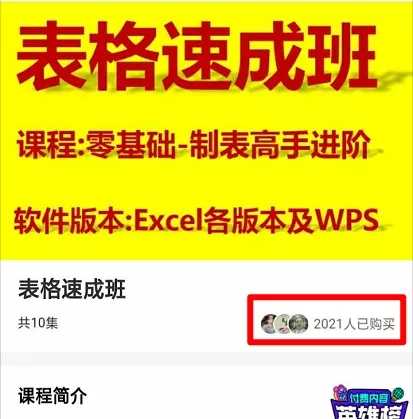 表格速成班
课程:零基础-制表高手进阶
软件版本:Excel各版本及WPS
表格速成班
共10集
2021人已购买
课程简介
付费内容
英雄榜